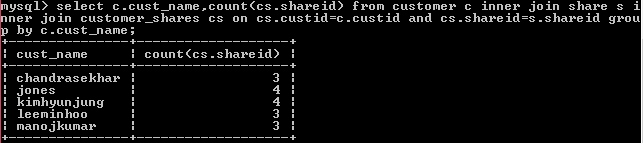 mysql> select c.cust_name,count(cs.shareid) from customer c inner join share s i
nner join customer_shares cs on cs.custid=c.custid and cs.shareid=s.shareid grou
p by c.cust_name;
+--------------+-------------------+
| cust_name    | count(cs.shareid) |
+--------------+-------------------+
| chandrasekhar |                 3 |
| jones        |                 4 |
| kimhyunjung  |                 4 |
| leeminhoo    |                 3 |
| manojkumar   |                 3 |
+--------------+-------------------+